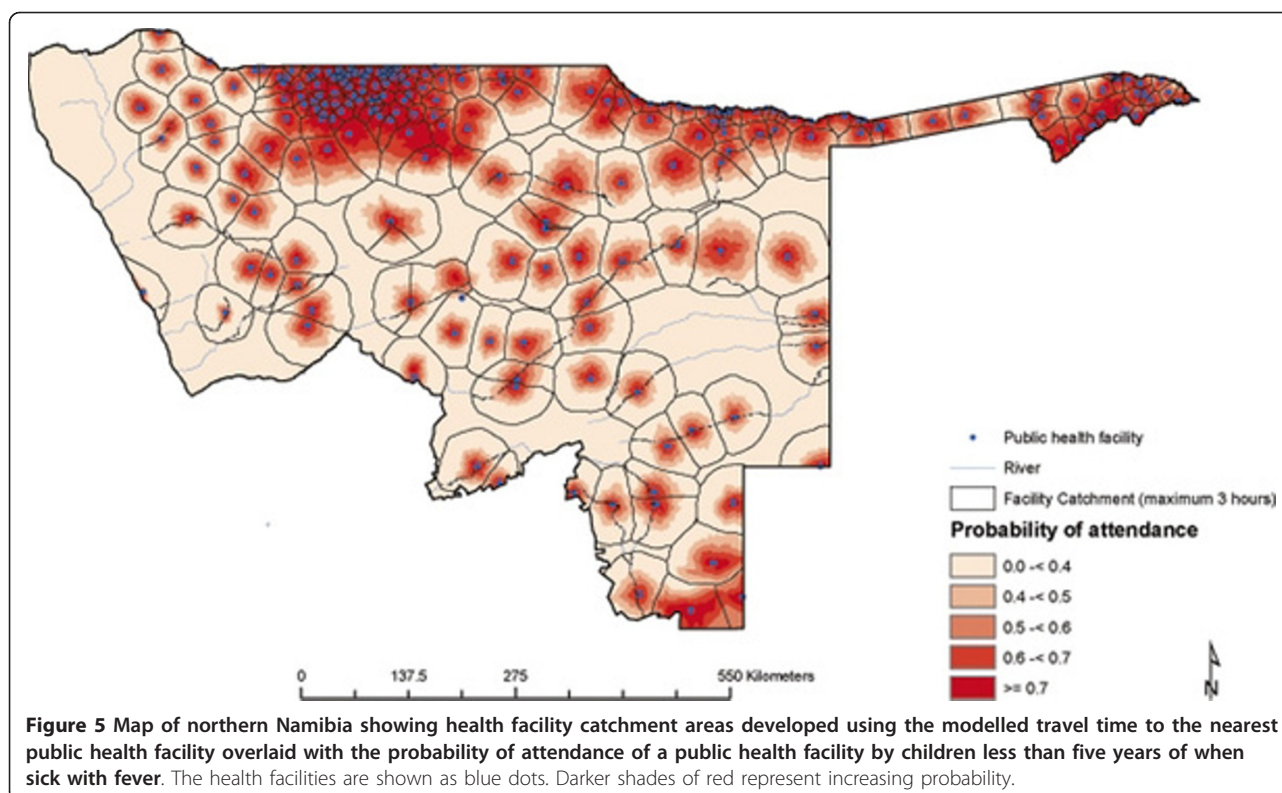 Public health facility
River
Facility Catchment (maximum 3 hours)
Probability of attendance
0.0 -< 0.4
0.4 -< 0.5
0.5 -< 0.6
0.6 -< 0.7
>= 0.7
0 137.5 275 550 Kilometers
N
Figure 5 Map of northern Namibia showing health facility catchment areas developed using the modelled travel time to the nearest
public health facility overlaid with the probability of attendance of a public health facility by children less than five years of when
sick with fever. The health facilities are shown as blue dots. Darker shades of red represent increasing probability.